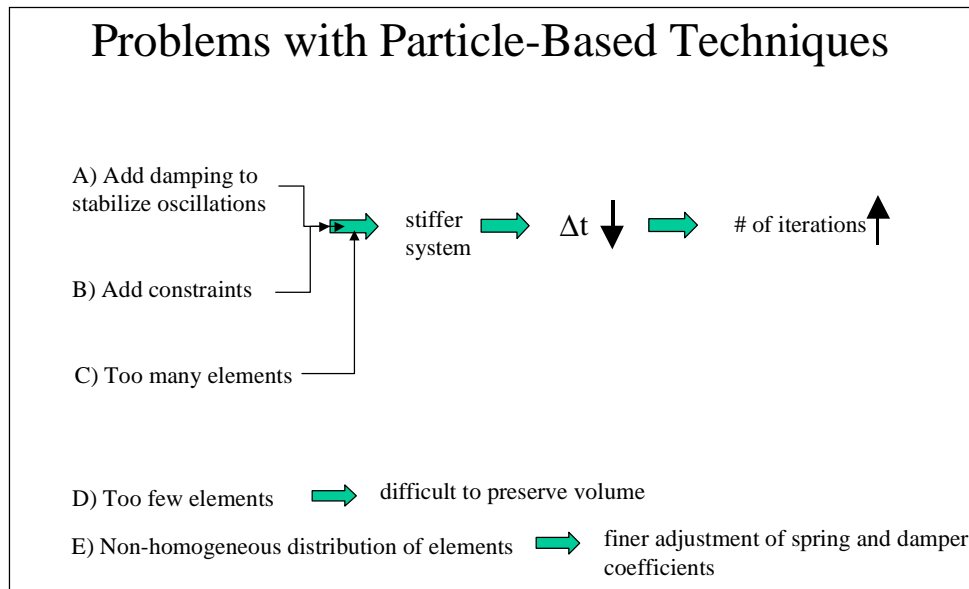 Problems with Particle-Based Techniques
A) Add damping to
stabilize oscillations
stiffer
system
Δt
# of iterations
B) Add constraints
C) Too many elements
D) Too few elements
difficult to preserve volume
E) Non-homogeneous distribution of elements
finer adjustment of spring and damper
coefficients